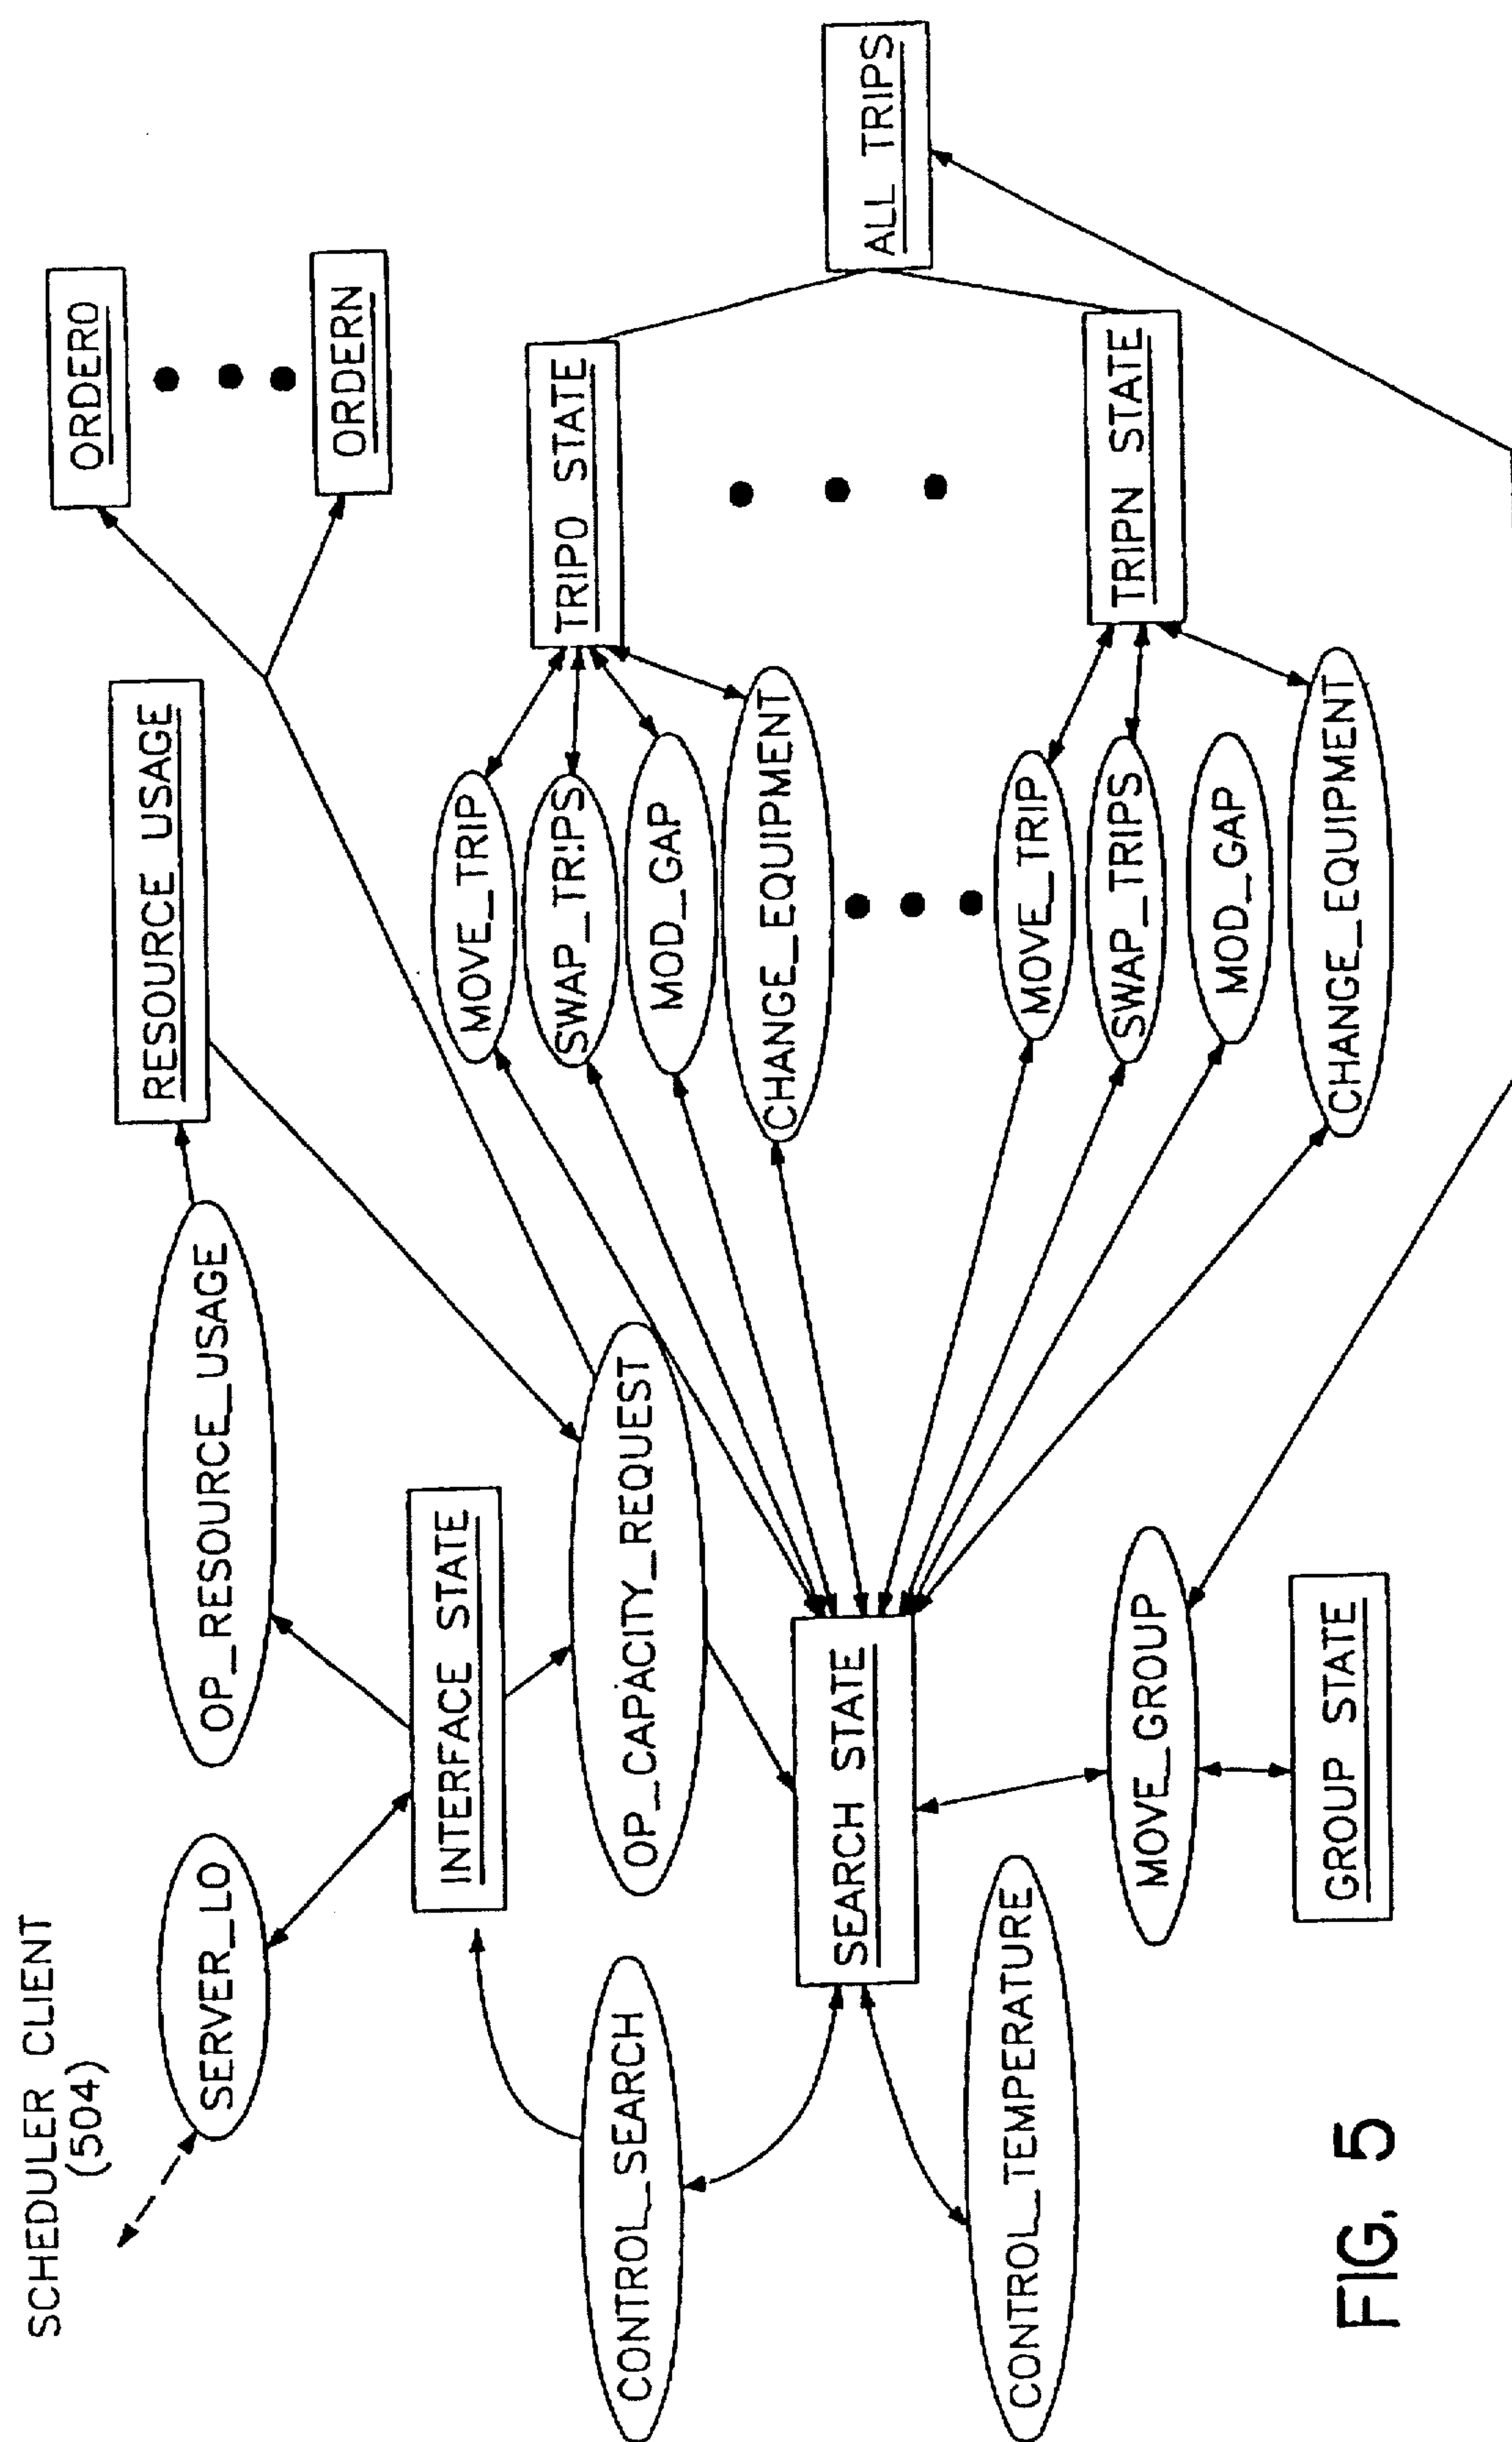 SCHEDULER CLIENT
(504)
SERVER_LO
OP_RESOURCE_USAGE
RESOURCE USAGE
ORDER0
ORDERN
INTERFACE STATE
CONTROL_SEARCH
OP_CAPACITY_REQUEST
MOVE_TRIP
SWAP_TRIPS
MOD_GAP
CHANGE_EQUIPMENT
TRIP0 STATE
SEARCH STATE
ALL TRIPS
CONTROL_TEMPERATURE
MOVE_GROUP
GROUP STATE
MOVE_TRIP
SWAP_TRIPS
MOD_GAP
CHANGE_EQUIPMENT
TRIPN STATE
FIG. 5